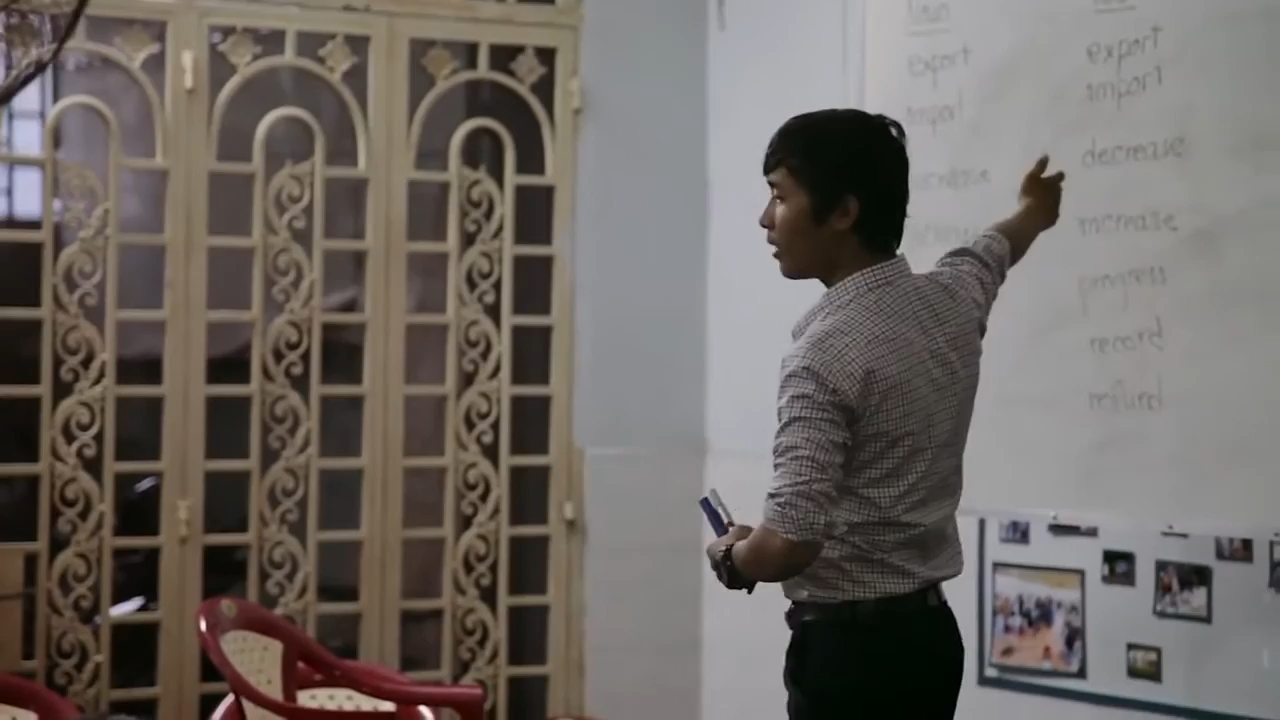 Noun
export export
import import
decrease
increase
progress
record
refund